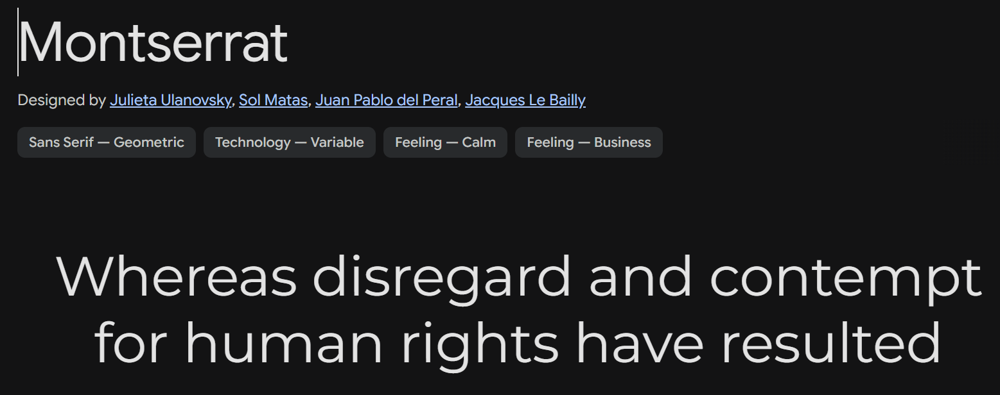 Montserrat
Designed by Julieta Ulanovsky, Sol Matas, Juan Pablo del Peral, Jacques Le Bailly
Sans Serif — Geometric Technology — Variable Feeling — Calm Feeling — Business
Whereas disregard and contempt
for human rights have resulted